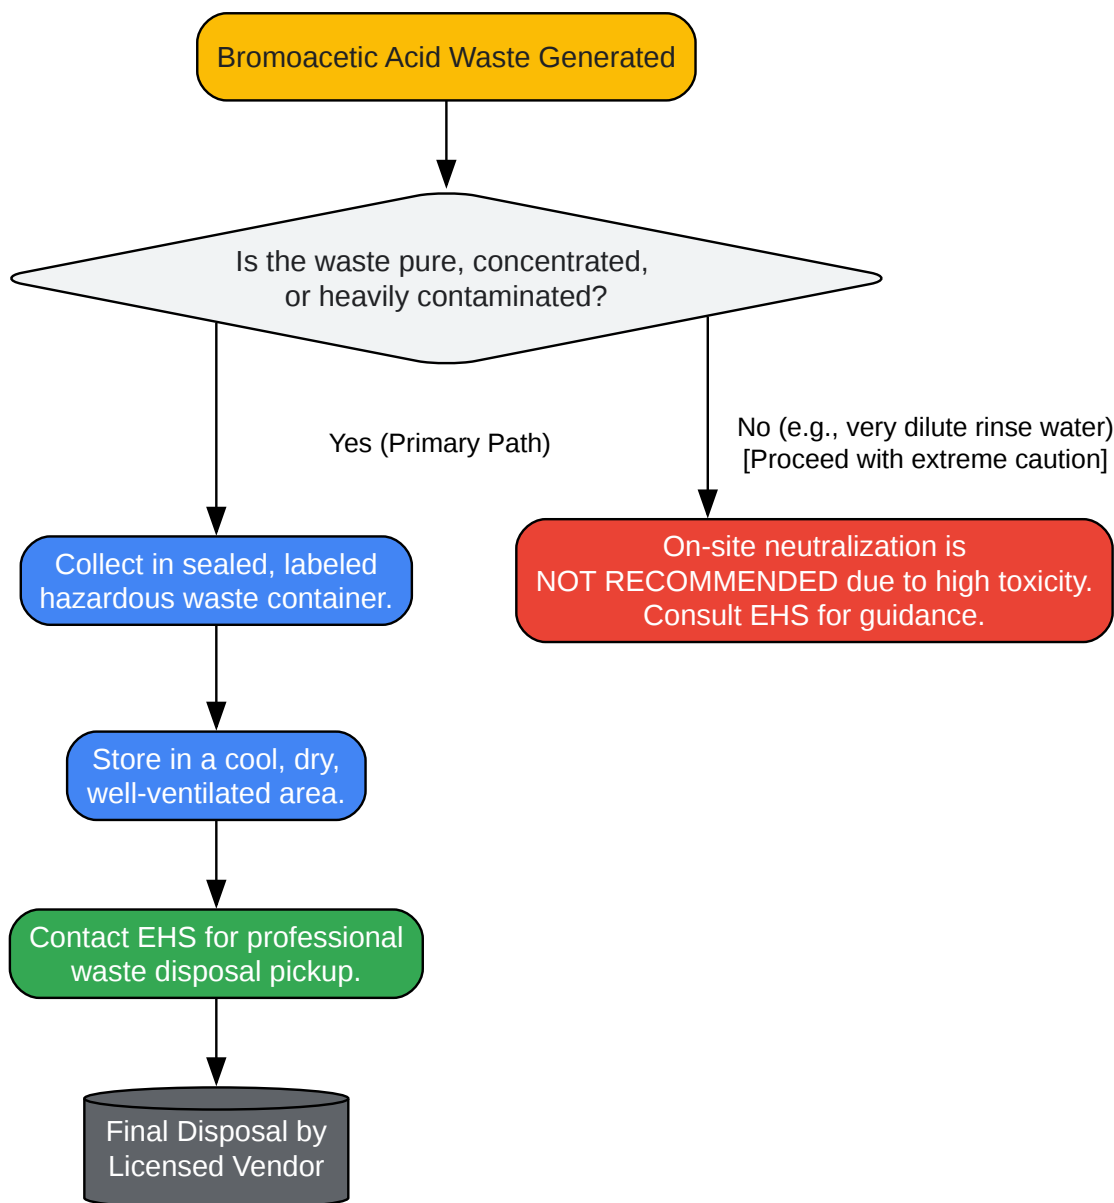 Bromoacetic Acid Waste Generated
Is the waste pure, concentrated,
or heavily contaminated?
Yes (Primary Path)
No (e.g., very dilute rinse water)
[Proceed with extreme caution]
Collect in sealed, labeled
hazardous waste container.
On-site neutralization is
NOT RECOMMENDED due to high toxicity.
Consult EHS for guidance.
Store in a cool, dry,
well-ventilated area.
Contact EHS for professional
waste disposal pickup.
Final Disposal by
Licensed Vendor